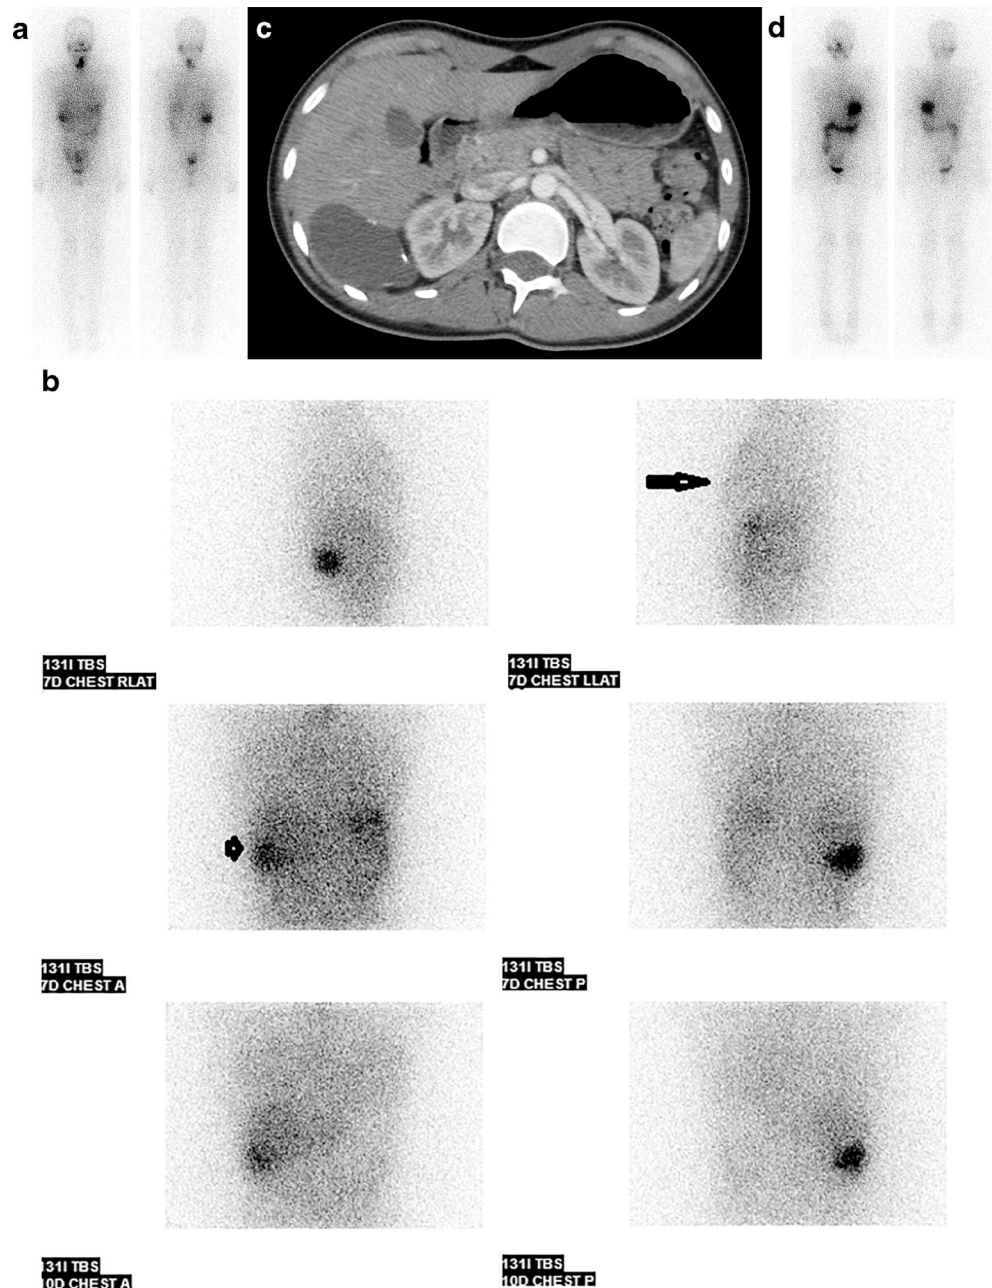 a
c
d
b
131I TBS
7D CHEST RLAT
131I TBS
7D CHEST LLAT
131I TBS
7D CHEST A
131I TBS
7D CHEST P
131I TBS
10D CHEST A
131I TBS
10D CHEST P